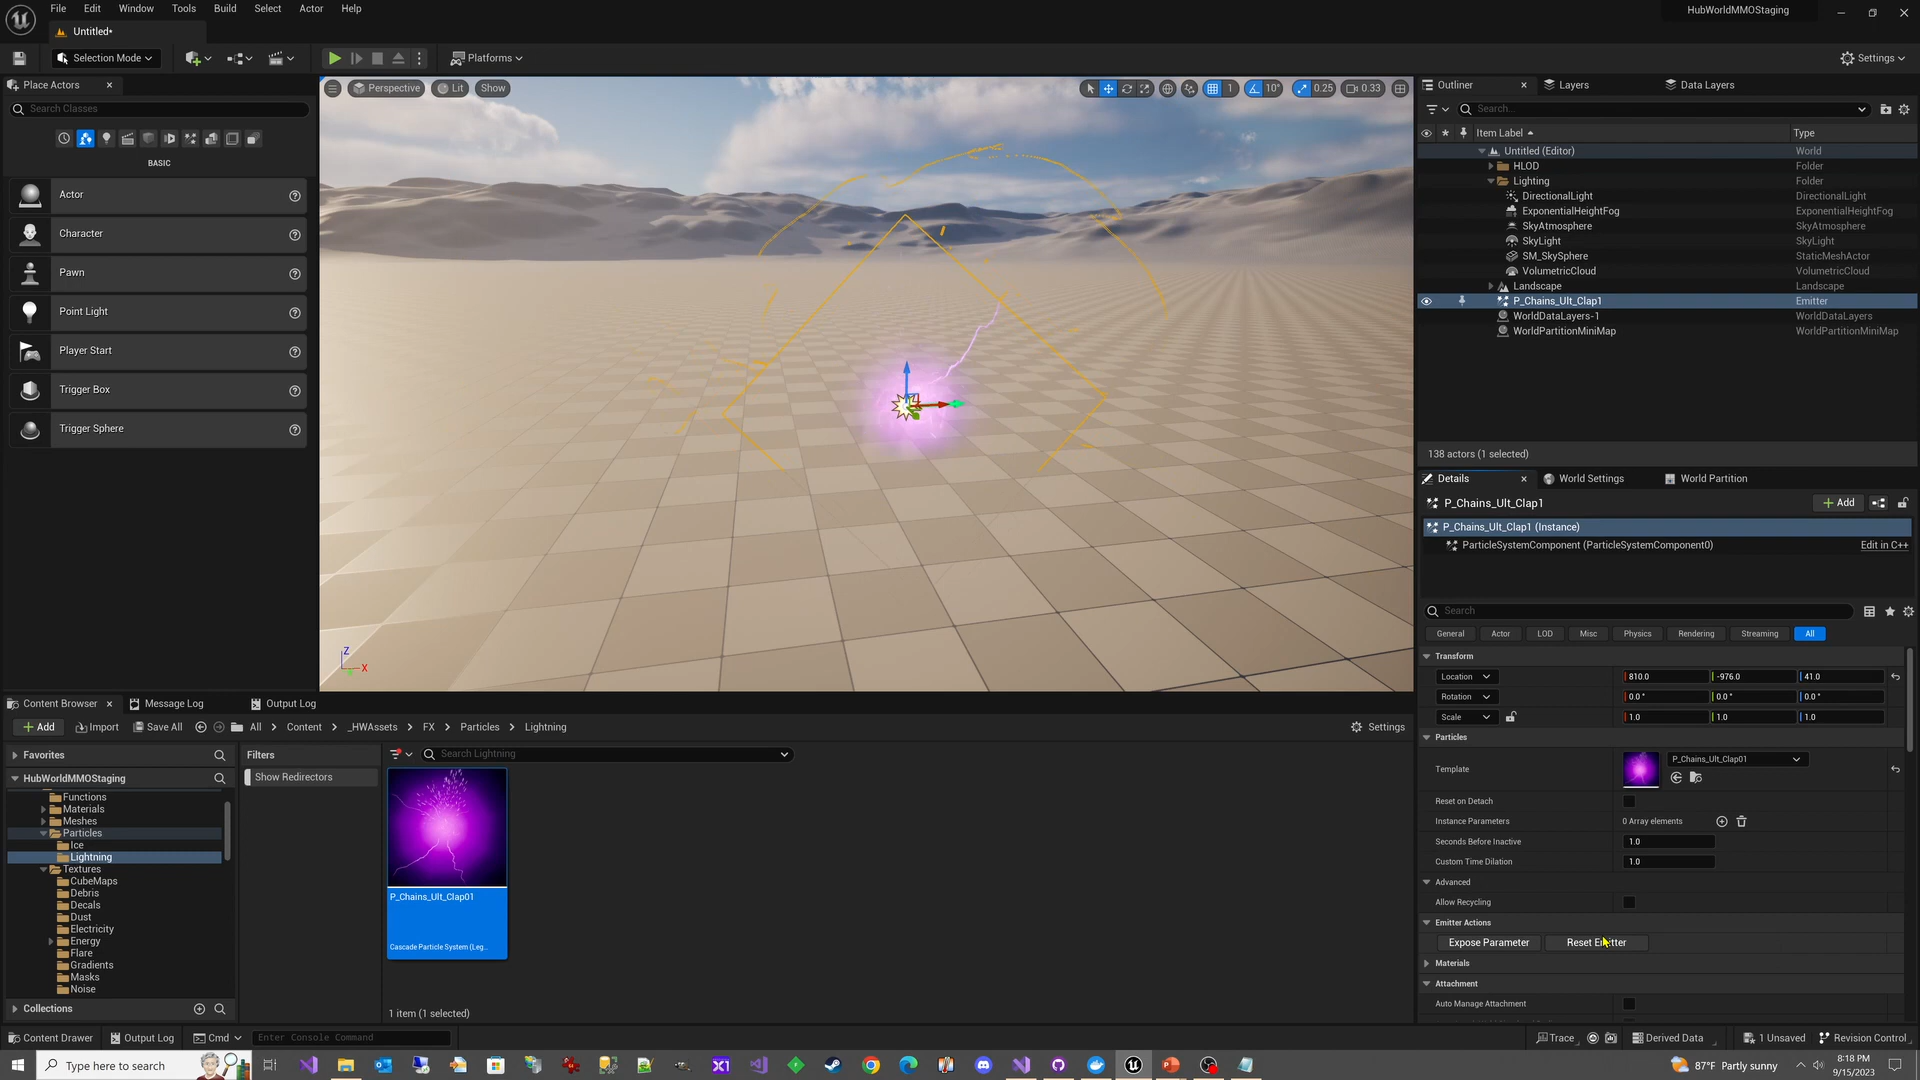 File Edit Window Tools Build Select Actor Help
HubWorldMMOStaging
Untitled*
Selection Mode
Platforms
Settings
Place Actors
Search Classes
BASIC
Actor
Character
Pawn
Point Light
Player Start
Trigger Box
Trigger Sphere
Perspective Lit Show
1 10° 0.25 0.33
Z
X
Outliner Layers Data Layers
Search...
Item Label Type
Untitled (Editor) World
HLOD Folder
Lighting Folder
DirectionalLight DirectionalLight
ExponentialHeightFog ExponentialHeightFog
SkyAtmosphere SkyAtmosphere
SkyLight SkyLight
SM_SkySphere StaticMeshActor
VolumetricCloud VolumetricCloud
Landscape Landscape
P_Chains_Ult_Clap1 Emitter
WorldDataLayers-1 WorldDataLayers
WorldPartitionMiniMap WorldPartitionMiniMap
138 actors (1 selected)
Details World Settings World Partition
P_Chains_Ult_Clap1
Add
P_Chains_Ult_Clap1 (Instance)
ParticleSystemComponent (ParticleSystemComponent0) Edit in C++
Search
General Actor LOD Misc Physics Rendering Streaming All
Transform
Location 810.0 -976.0 41.0
Rotation 0.0° 0.0° 0.0°
Scale 1.0 1.0 1.0
Particles
Template P_Chains_Ult_Clap01
Reset on Detach
Instance Parameters 0 Array elements
Seconds Before Inactive 1.0
Custom Time Dilation 1.0
Advanced
Allow Recycling
Emitter Actions
Expose Parameter Reset Emitter
Materials
Attachment
Auto Manage Attachment
Content Browser Message Log Output Log
Add Import Save All All Content _HWAssets FX Particles Lightning
Settings
Favorites
HubWorldMMOStaging
Functions
Materials
Meshes
Particles
Ice
Lightning
Textures
CubeMaps
Debris
Decals
Dust
Electricity
Energy
Flare
Gradients
Masks
Noise
Collections
Filters
Show Redirectors
Search Lightning
P_Chains_Ult_Clap01
Cascade Particle System (Leg...
1 item (1 selected)
Content Drawer Output Log Cmd Enter Console Command
Trace Derived Data 1 Unsaved Revision Control
Type here to search
X1
87°F Partly sunny
8:18 PM
9/15/2023